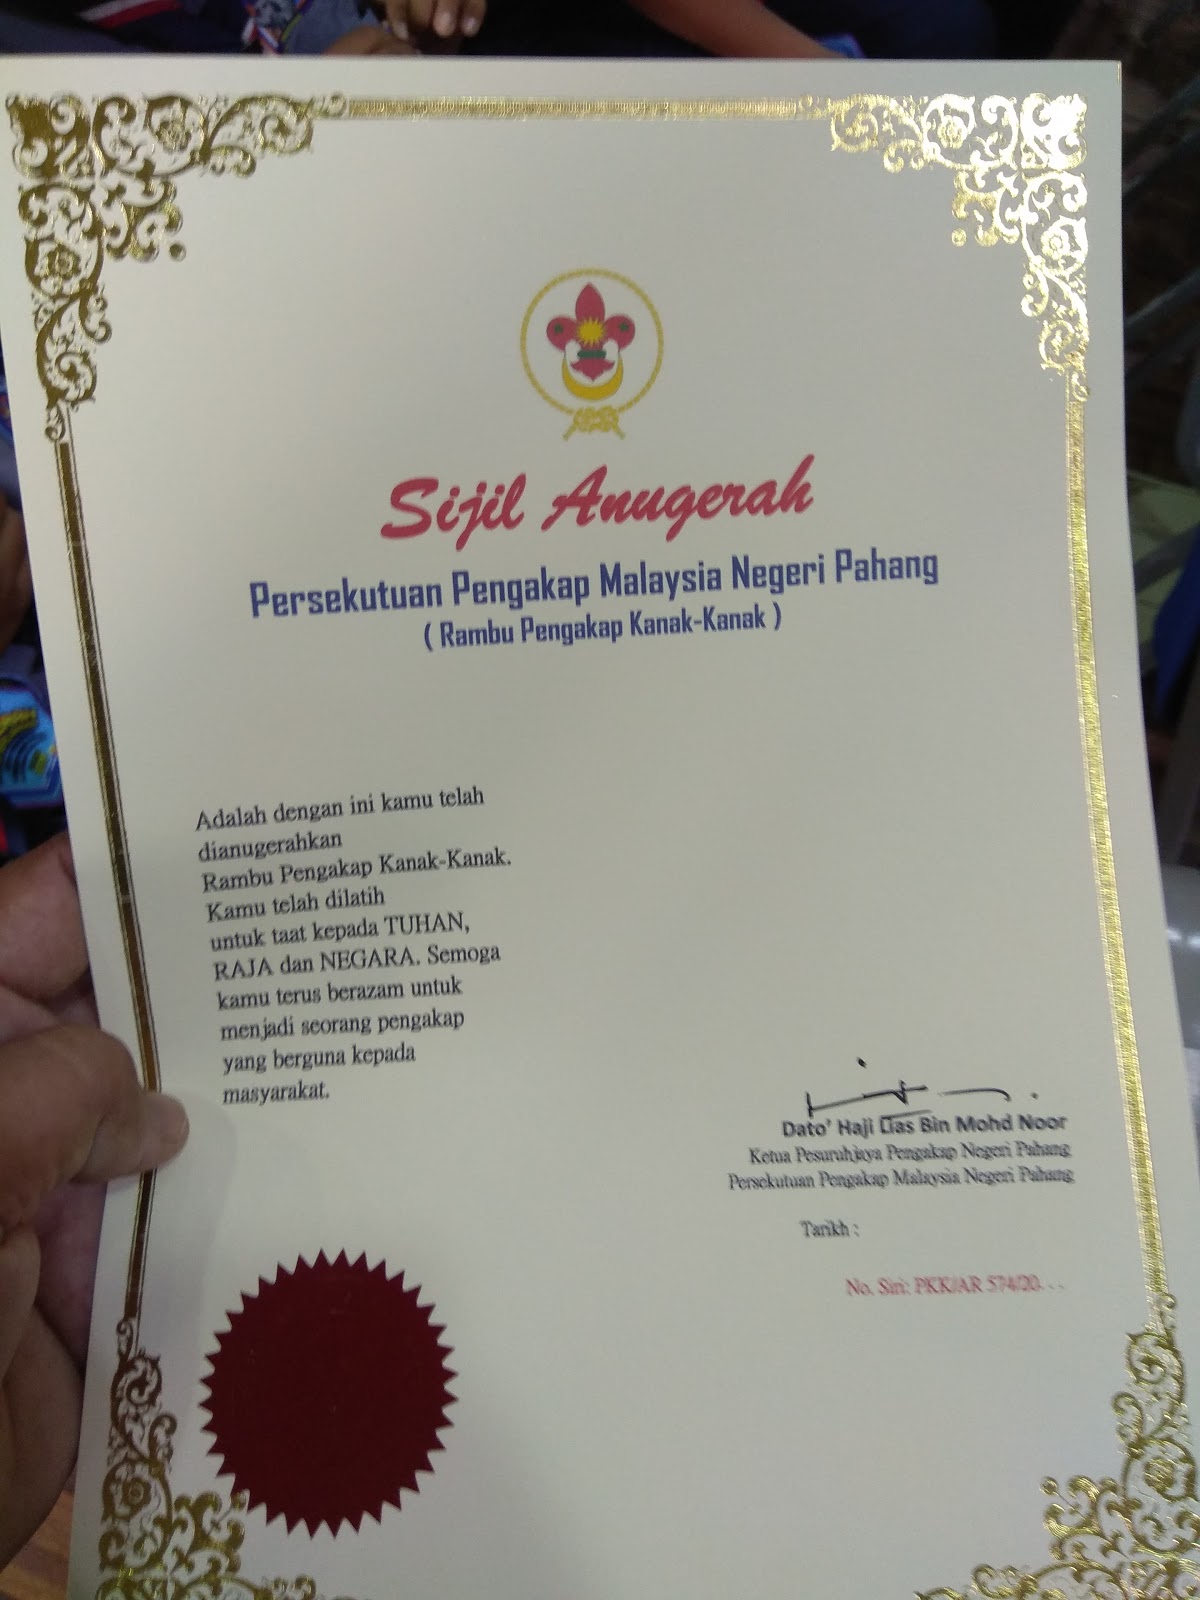 Sijil Anugerah
Persekutuan Pengakap Malaysia Negeri Pahang
( Rambu Pengakap Kanak-Kanak )
Adalah dengan ini kamu telah
dianugerahkan
Rambu Pengakap Kanak-Kanak.
Kamu telah dilatih
untuk taat kepada TUHAN,
RAJA dan NEGARA. Semoga
kamu terus berazam untuk
menjadi seorang pengakap
yang berguna kepada
masyarakat.
Dato' Haji Lias Bin Mohd Noor
Ketua Pesuruhjaya Pengakap Negeri Pahang
Persekutuan Pengakap Malaysia Negeri Pahang
Tarikh :
No. Siri: PKK/AR 574/20. . .